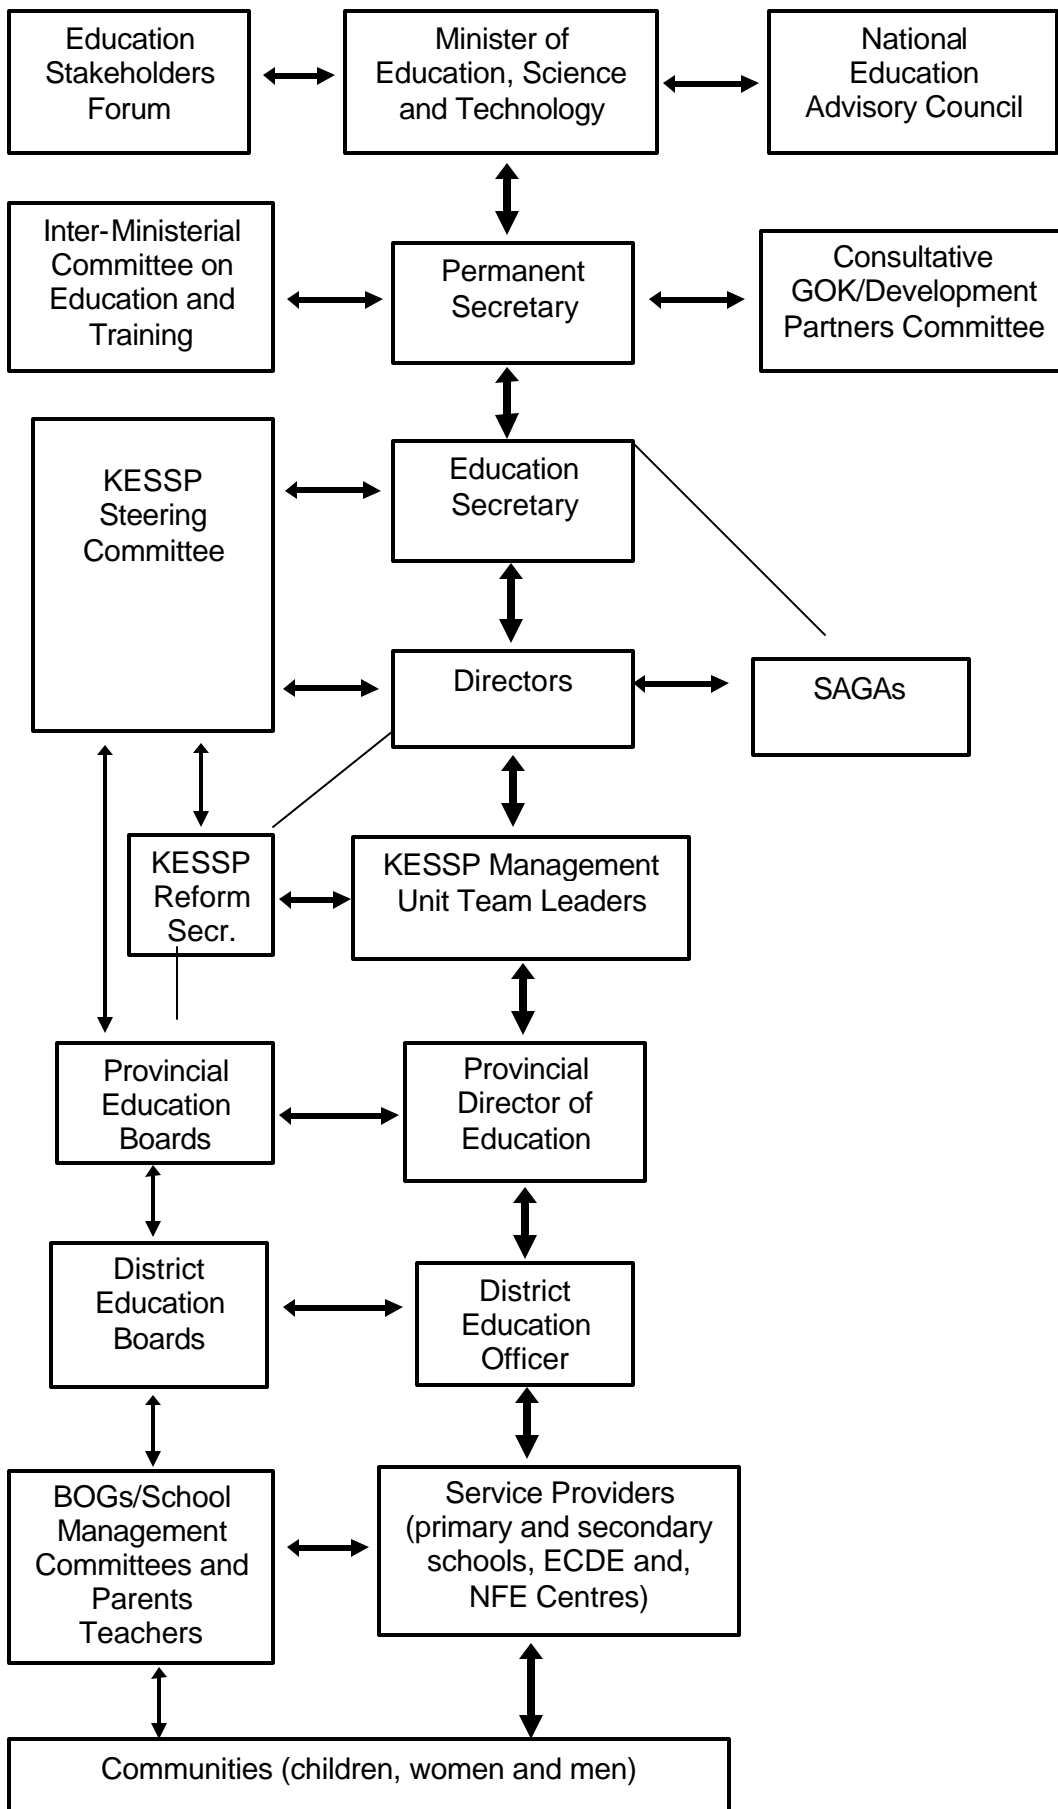 Education
Stakeholders
Forum
Minister of
Education, Science
and Technology
National
Education
Advisory Council
Inter-Ministerial
Committee on
Education and
Training
Permanent
Secretary
Consultative
GOK/Development
Partners Committee
KESSP
Steering
Committee
Education
Secretary
Directors
SAGAs
KESSP
Reform
Secr.
KESSP Management
Unit Team Leaders
Provincial
Education
Boards
Provincial
Director of
Education
District
Education
Boards
District
Education
Officer
BOGs/School
Management
Committees and
Parents
Teachers
Service Providers
(primary and secondary
schools, ECDE and,
NFE Centres)
Communities (children, women and men)